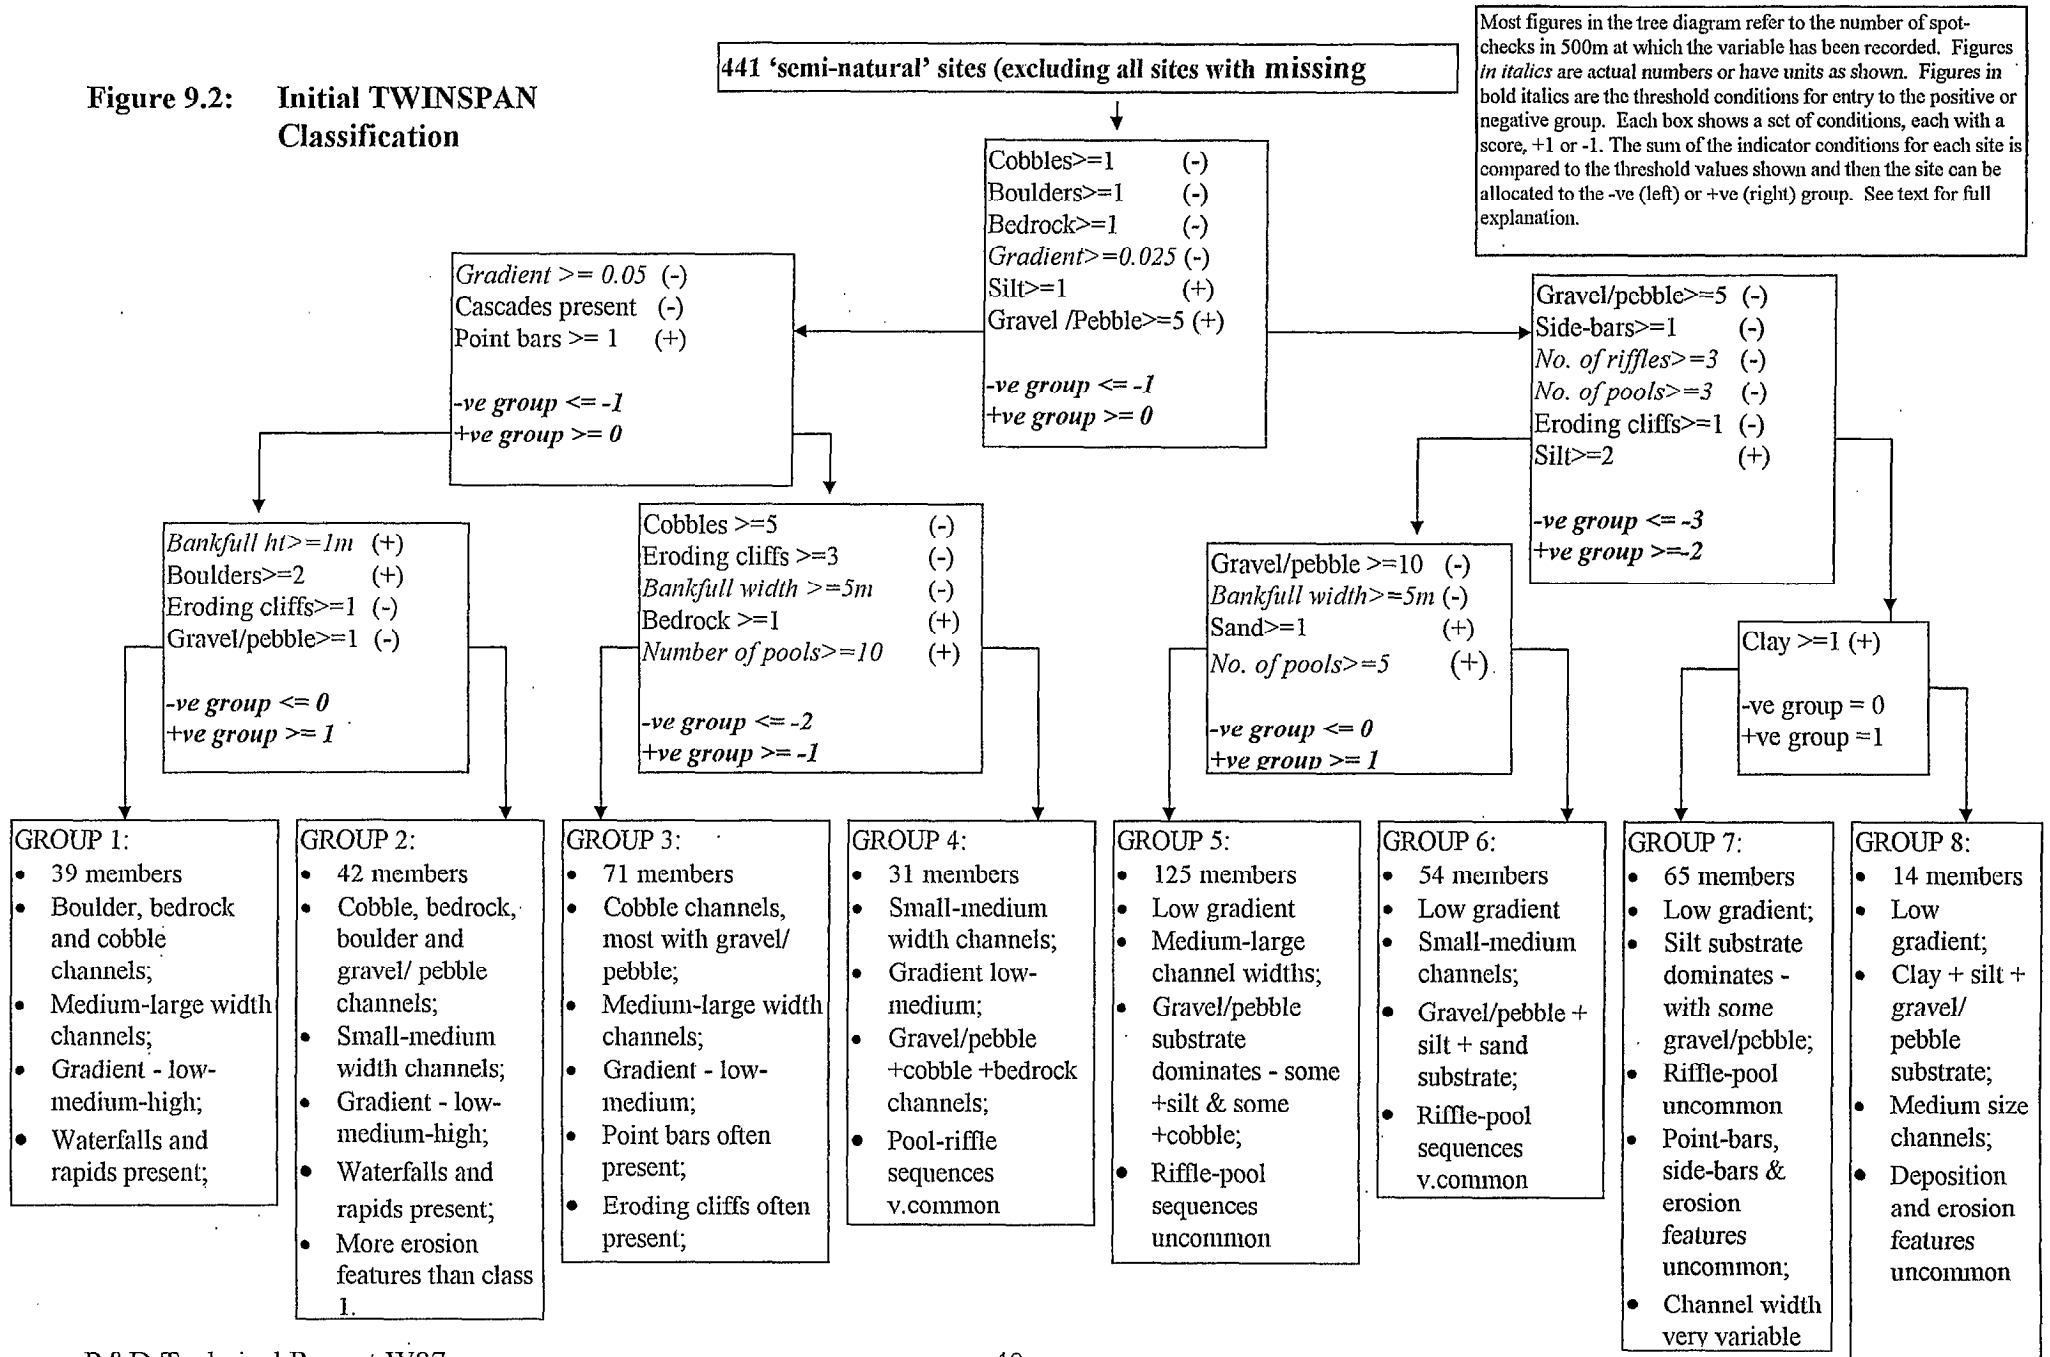 Figure 9.2: Initial TWINSPAN
Classification
441 ‘semi-natural’ sites (excluding all sites with missing
Most figures in the tree diagram refer to the number of spot-
checks in 500m at which the variable has been recorded. Figures
in italics are actual numbers or have units as shown. Figures in
bold italics are the threshold conditions for entry to the positive or
negative group. Each box shows a set of conditions, each with a
score, +1 or -1. The sum of the indicator conditions for each site is
compared to the threshold values shown and then the site can be
allocated to the -ve (left) or +ve (right) group. See text for full
explanation.
Cobbles>=1 (-)
Boulders>=1 (-)
Bedrock>=1 (-)
Gradient>=0.025 (-)
Silt>=1 (+)
Gravel /Pebble>=5 (+)
-ve group <= -1
+ve group >= 0
Gradient >= 0.05 (-)
Cascades present (-)
Point bars >= 1 (+)
-ve group <= -1
+ve group >= 0
Gravel/pebble>=5 (-)
Side-bars>=1 (-)
No. of riffles>=3 (-)
No. of pools>=3 (-)
Eroding cliffs>=1 (-)
Silt>=2 (+)
-ve group <= -3
+ve group >=-2
Bankfull ht>=1m (+)
Boulders>=2 (+)
Eroding cliffs>=1 (-)
Gravel/pebble>=1 (-)
-ve group <= 0
+ve group >= 1
Cobbles >=5 (-)
Eroding cliffs >=3 (-)
Bankfull width >=5m (-)
Bedrock >=1 (+)
Number of pools>=10 (+)
-ve group <= -2
+ve group >= -1
Gravel/pebble >=10 (-)
Bankfull width>=5m (-)
Sand>=1 (+)
No. of pools>=5 (+)
-ve group <= 0
+ve group >= 1
Clay >=1 (+)
-ve group = 0
+ve group =1
GROUP 1:
• 39 members
• Boulder, bedrock
and cobble
channels;
• Medium-large width
channels;
• Gradient - low-
medium-high;
• Waterfalls and
rapids present;
GROUP 2:
• 42 members
• Cobble, bedrock,
boulder and
gravel/ pebble
channels;
• Small-medium
width channels;
• Gradient - low-
medium-high;
• Waterfalls and
rapids present;
• More erosion
features than class
1.
GROUP 3:
• 71 members
• Cobble channels,
most with gravel/
pebble;
• Medium-large width
channels;
• Gradient - low-
medium;
• Point bars often
present;
• Eroding cliffs often
present;
GROUP 4:
• 31 members
• Small-medium
width channels;
• Gradient low-
medium;
• Gravel/pebble
+cobble +bedrock
channels;
• Pool-riffle
sequences
v.common
GROUP 5:
• 125 members
• Low gradient
• Medium-large
channel widths;
• Gravel/pebble
substrate
dominates - some
+silt & some
+cobble;
• Riffle-pool
sequences
uncommon
GROUP 6:
• 54 members
• Low gradient
• Small-medium
channels;
• Gravel/pebble +
silt + sand
substrate;
• Riffle-pool
sequences
v.common
GROUP 7:
• 65 members
• Low gradient;
• Silt substrate
dominates -
with some
gravel/pebble;
• Riffle-pool
uncommon
• Point-bars,
side-bars &
erosion
features
uncommon;
• Channel width
very variable
GROUP 8:
• 14 members
• Low
gradient;
• Clay + silt +
gravel/
pebble
substrate;
• Medium size
channels;
• Deposition
and erosion
features
uncommon
R&D Technical Report W87